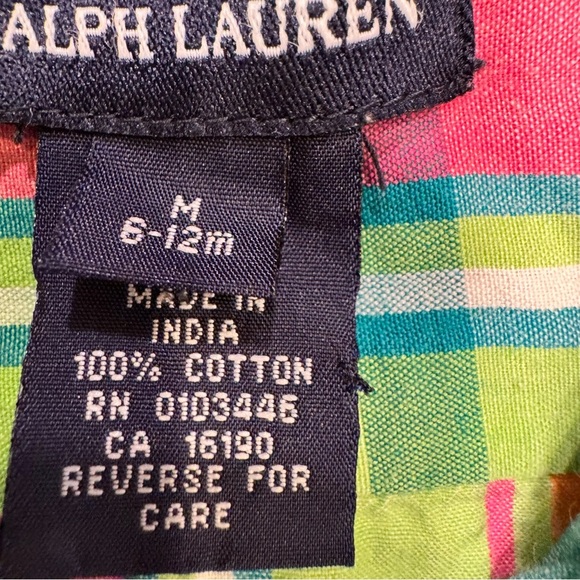 ALPH LAUREN
M
6-12m
MADE IN
INDIA
100% COTTON
RN 0103446
CA 16190
REVERSE FOR
CARE